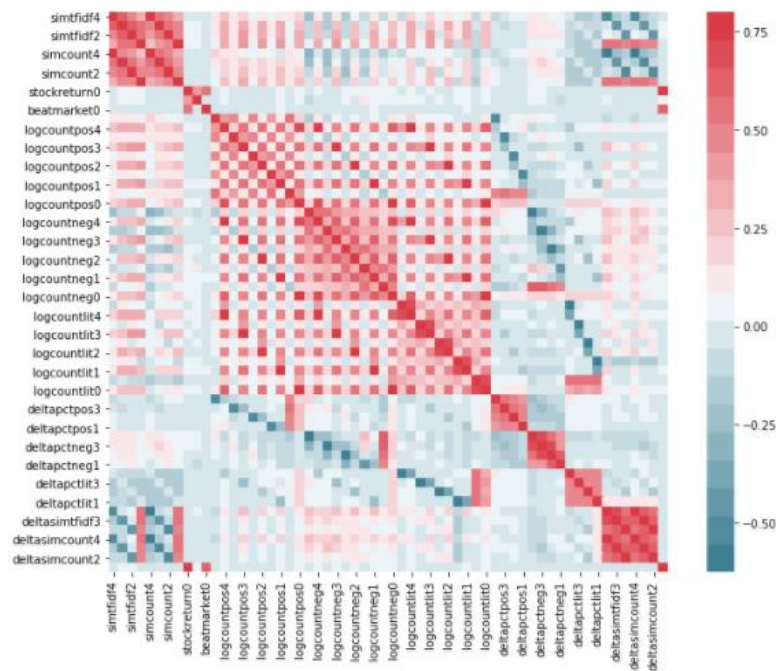 simtfidf4
simtfidf2
simcount4
simcount2
stockreturn0
beatmarket0
logcountpos4
logcountpos3
logcountpos2
logcountpos1
logcountpos0
logcountneg4
logcountneg3
logcountneg2
logcountneg1
logcountneg0
logcountlit4
logcountlit3
logcountlit2
logcountlit1
logcountlit0
deltapctpos3
deltapctpos1
deltapctneg3
deltapctneg1
deltapctlit3
deltapctlit1
deltasimtfidf3
deltasimcount4
deltasimcount2
simtfidf4
simtfidf2
simcount4
simcount2
stockreturn0
beatmarket0
logcountpos4
logcountpos3
logcountpos2
logcountpos1
logcountpos0
logcountneg4
logcountneg3
logcountneg2
logcountneg1
logcountneg0
logcountlit4
logcountlit3
logcountlit2
logcountlit1
logcountlit0
deltapctpos3
deltapctpos1
deltapctneg3
deltapctneg1
deltapctlit3
deltapctlit1
deltasimtfidf3
deltasimcount4
deltasimcount2
0.75
0.50
0.25
0.00
−0.25
−0.50